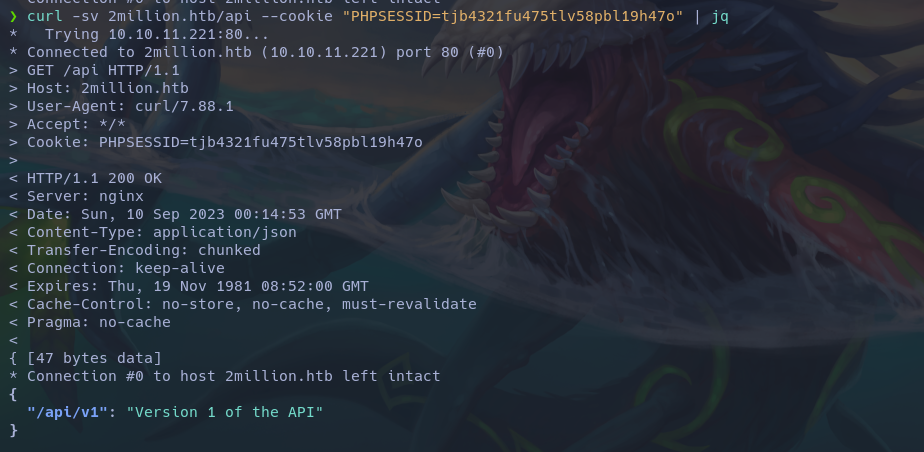 Connection #0 to host 2million.htb left intact
❯ curl -sv 2million.htb/api --cookie "PHPSESSID=tjb4321fu475tlv58pbl19h47o" | jq
*   Trying 10.10.11.221:80...
* Connected to 2million.htb (10.10.11.221) port 80 (#0)
> GET /api HTTP/1.1
> Host: 2million.htb
> User-Agent: curl/7.88.1
> Accept: */*
> Cookie: PHPSESSID=tjb4321fu475tlv58pbl19h47o
>
< HTTP/1.1 200 OK
< Server: nginx
< Date: Sun, 10 Sep 2023 00:14:53 GMT
< Content-Type: application/json
< Transfer-Encoding: chunked
< Connection: keep-alive
< Expires: Thu, 19 Nov 1981 08:52:00 GMT
< Cache-Control: no-store, no-cache, must-revalidate
< Pragma: no-cache
<
{ [47 bytes data]
* Connection #0 to host 2million.htb left intact
{
  "/api/v1": "Version 1 of the API"
}